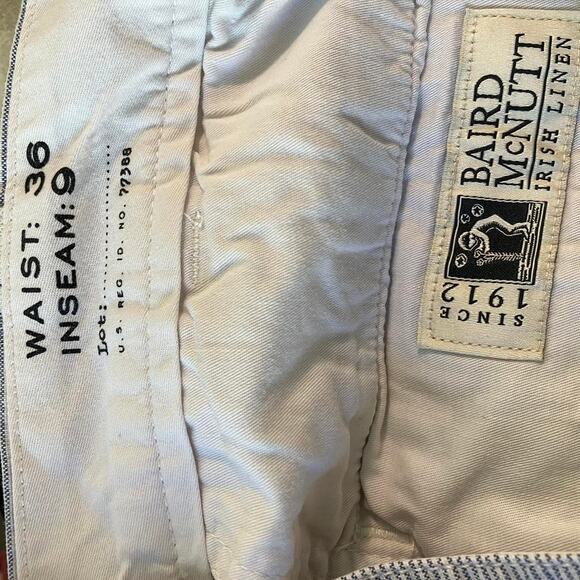 WAIST: 36
INSEAM: 9
Lot:..................
U.S. REG. ID. NO. 77388
BAIRD
McNUTT
IRISH LINEN
SINCE
1912